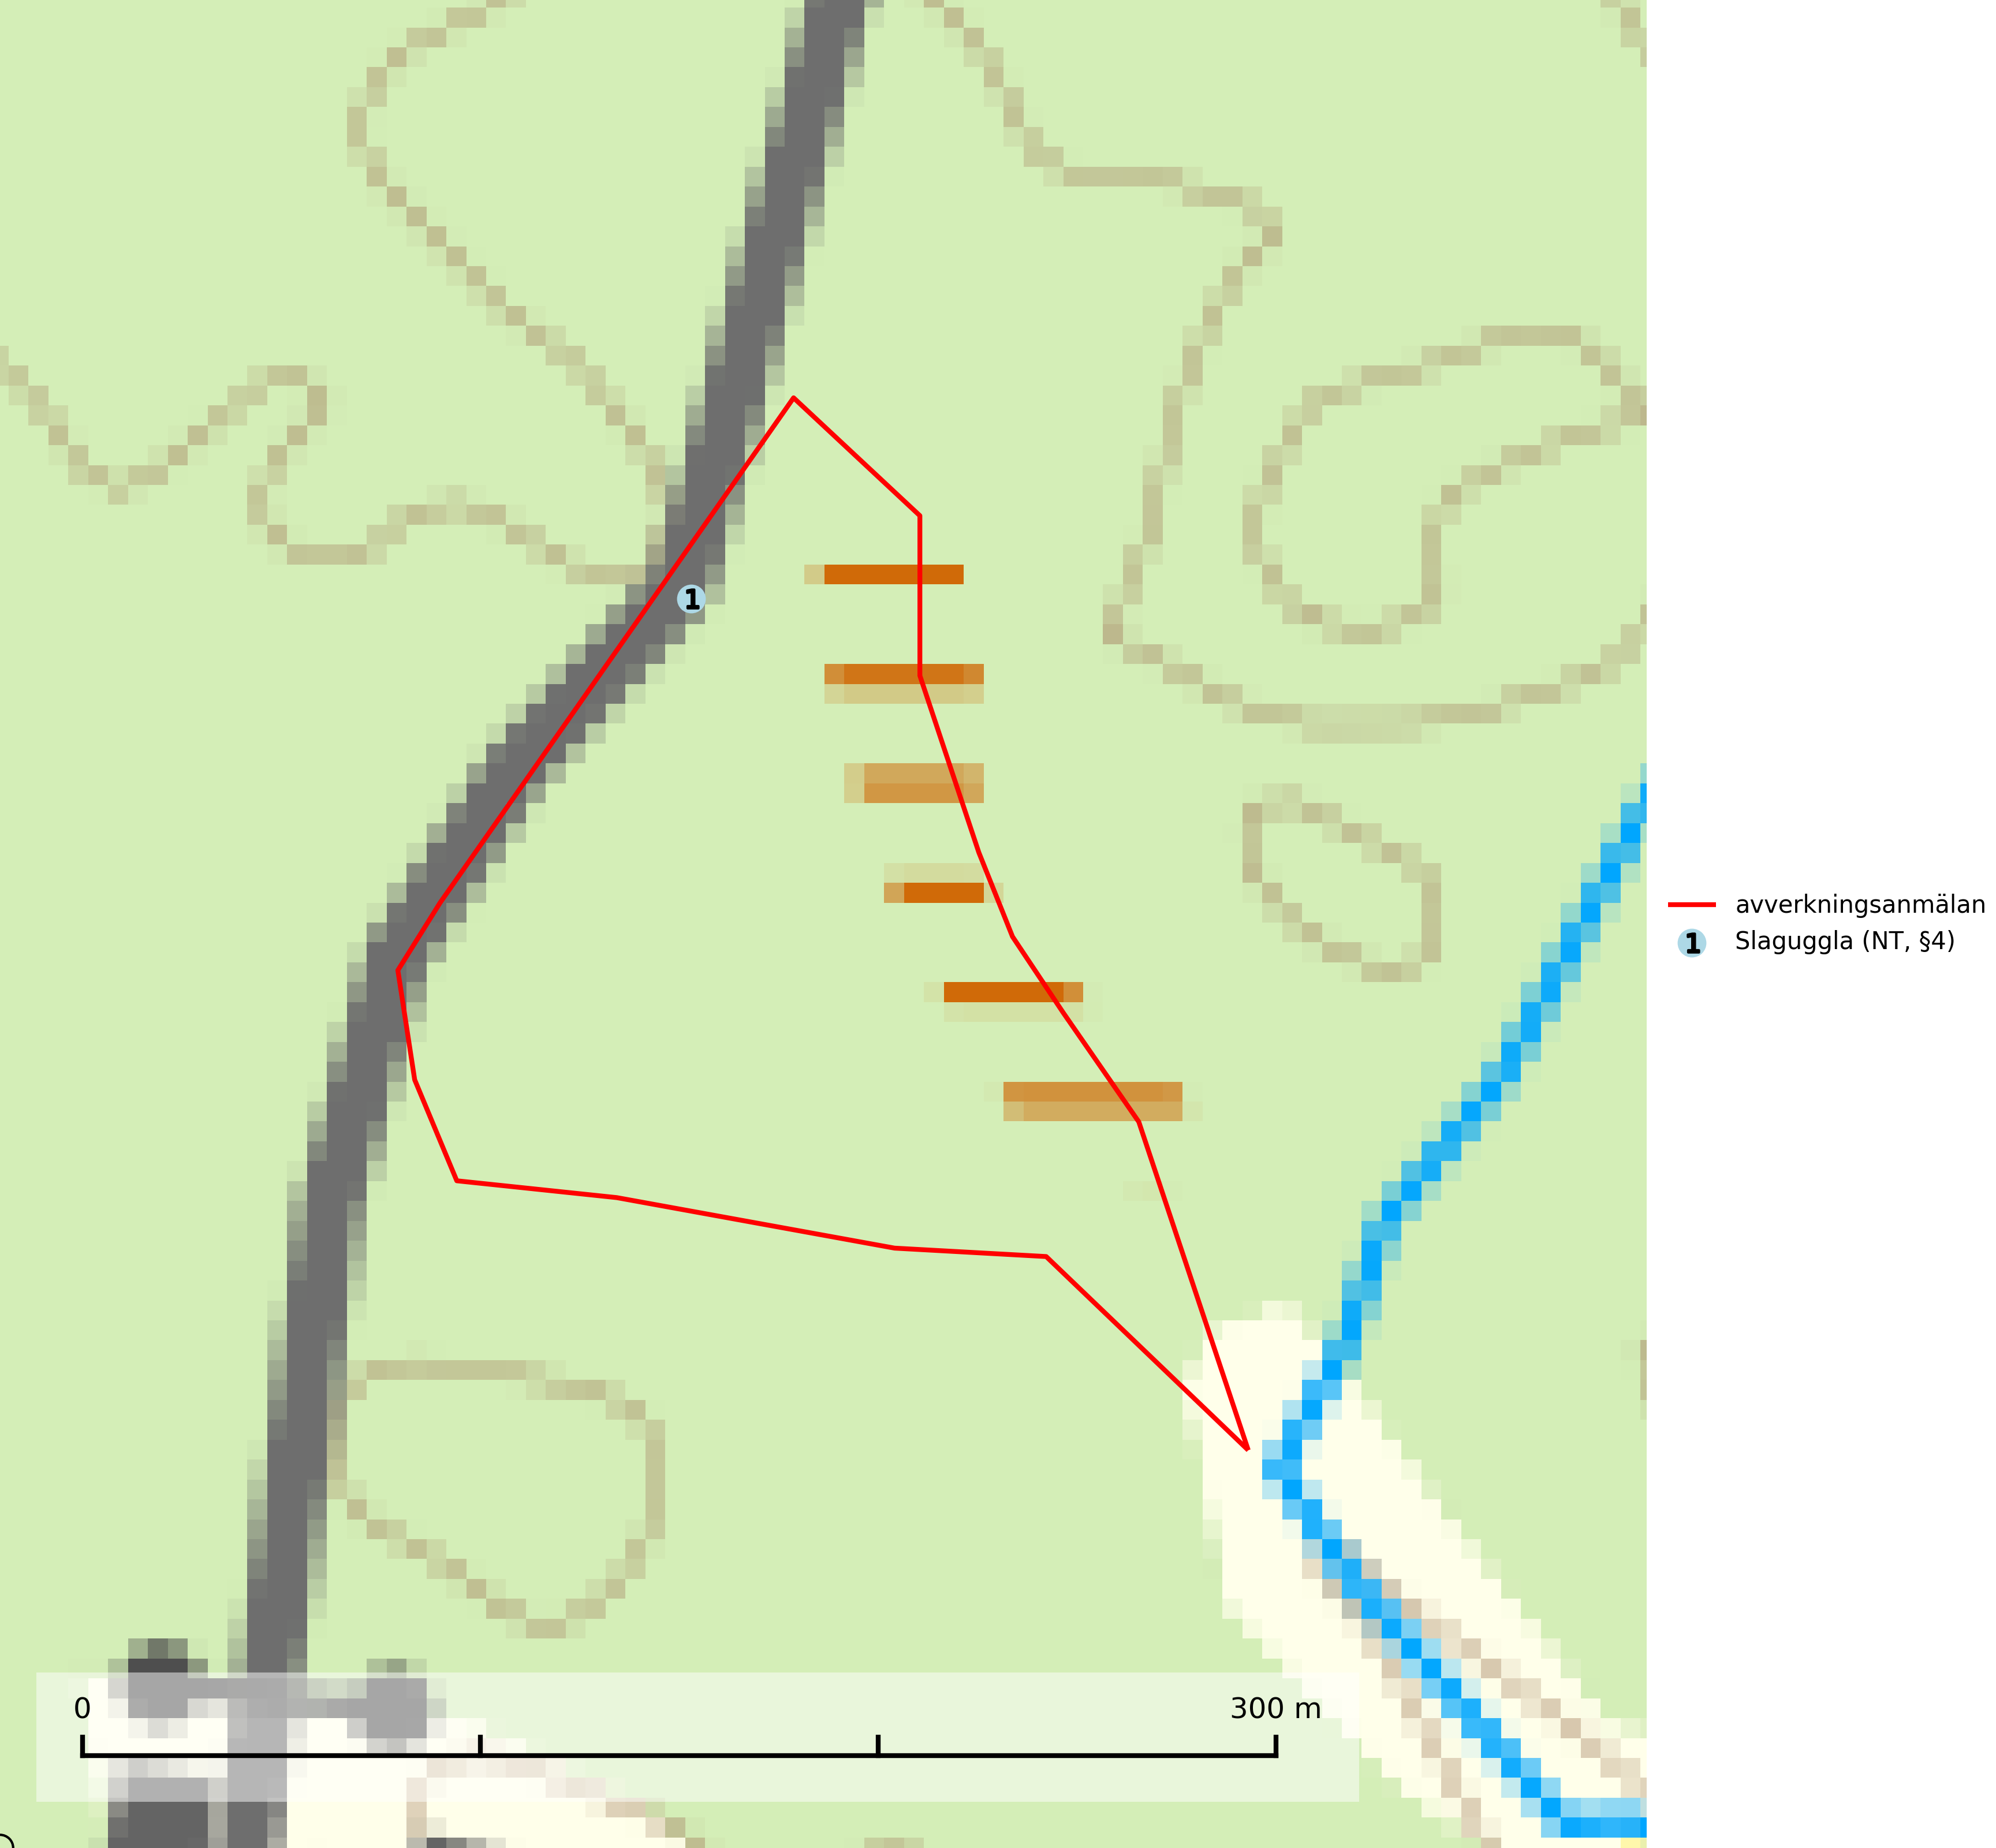 1
avverkningsanmälan
1 Slaguggla (NT, §4)
0 300 m